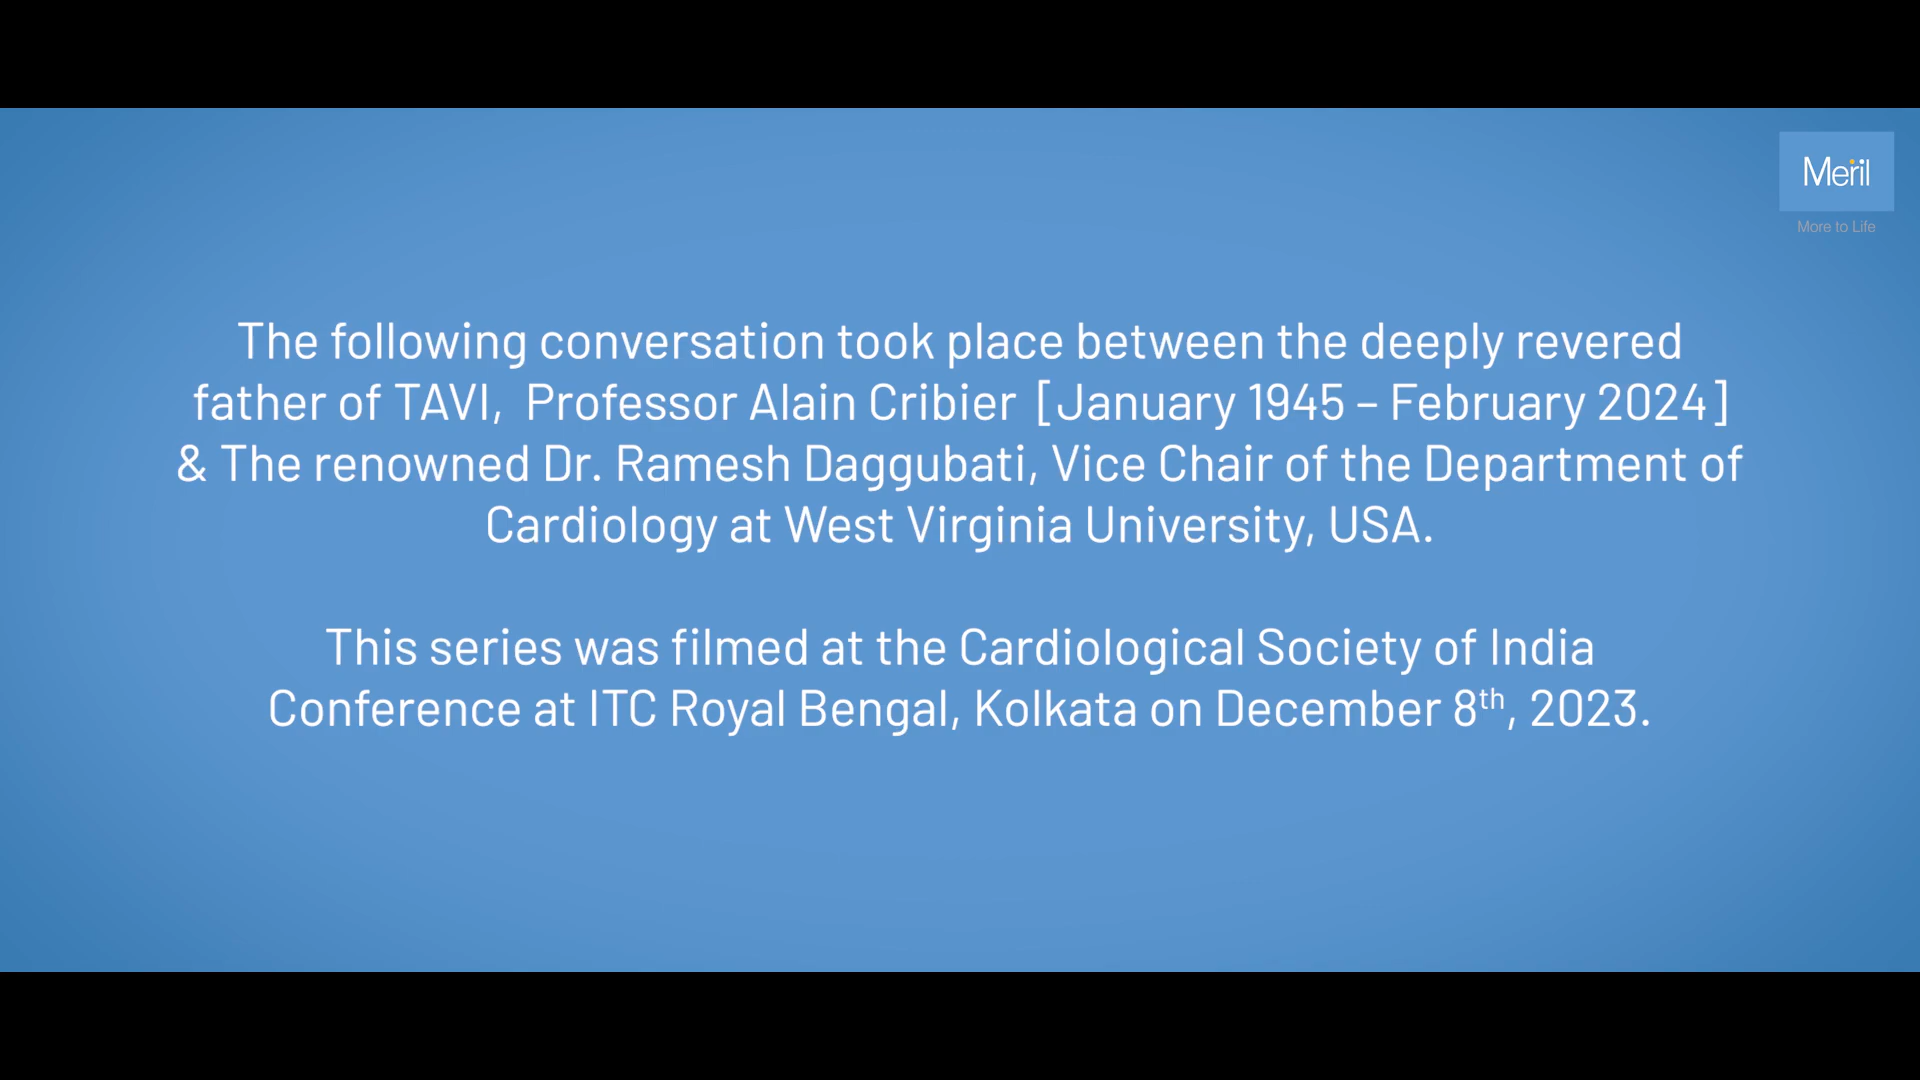 Meril
More to Life
The following conversation took place between the deeply revered
father of TAVI, Professor Alain Cribier [January 1945 – February 2024]
& The renowned Dr. Ramesh Daggubati, Vice Chair of the Department of
Cardiology at West Virginia University, USA.
This series was filmed at the Cardiological Society of India
Conference at ITC Royal Bengal, Kolkata on December 8th, 2023.